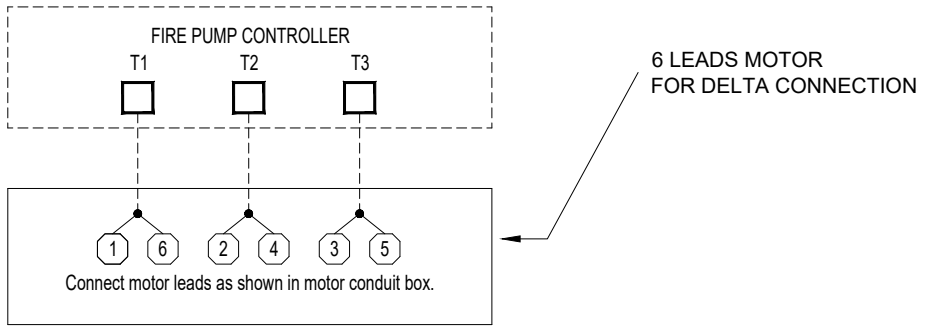 FIRE PUMP CONTROLLER
T1 T2 T3
6 LEADS MOTOR
FOR DELTA CONNECTION
1 6 2 4 3 5
Connect motor leads as shown in motor conduit box.